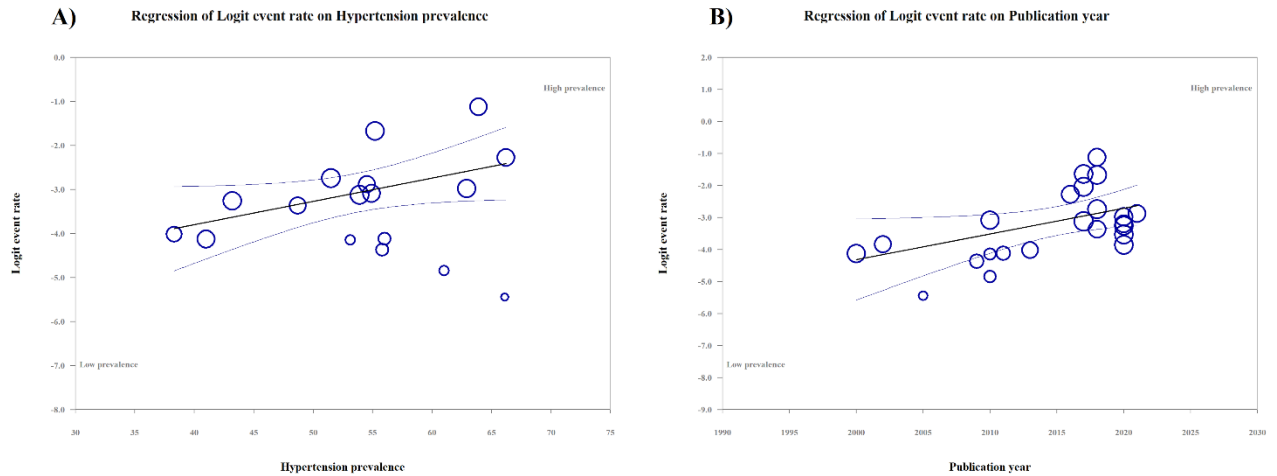 A) Regression of Logit event rate on Hypertension prevalence
0.0
-1.0
-2.0
-3.0
-4.0
-5.0
-6.0
-7.0
-8.0
Logit event rate
High prevalence
Low prevalence
30 35 40 45 50 55 60 65 70 75
Hypertension prevalence
B) Regression of Logit event rate on Publication year
2.0
1.0
0.0
-1.0
-2.0
-3.0
-4.0
-5.0
-6.0
-7.0
-8.0
-9.0
Logit event rate
High prevalence
Low prevalence
1990 1995 2000 2005 2010 2015 2020 2025 2030
Publication year